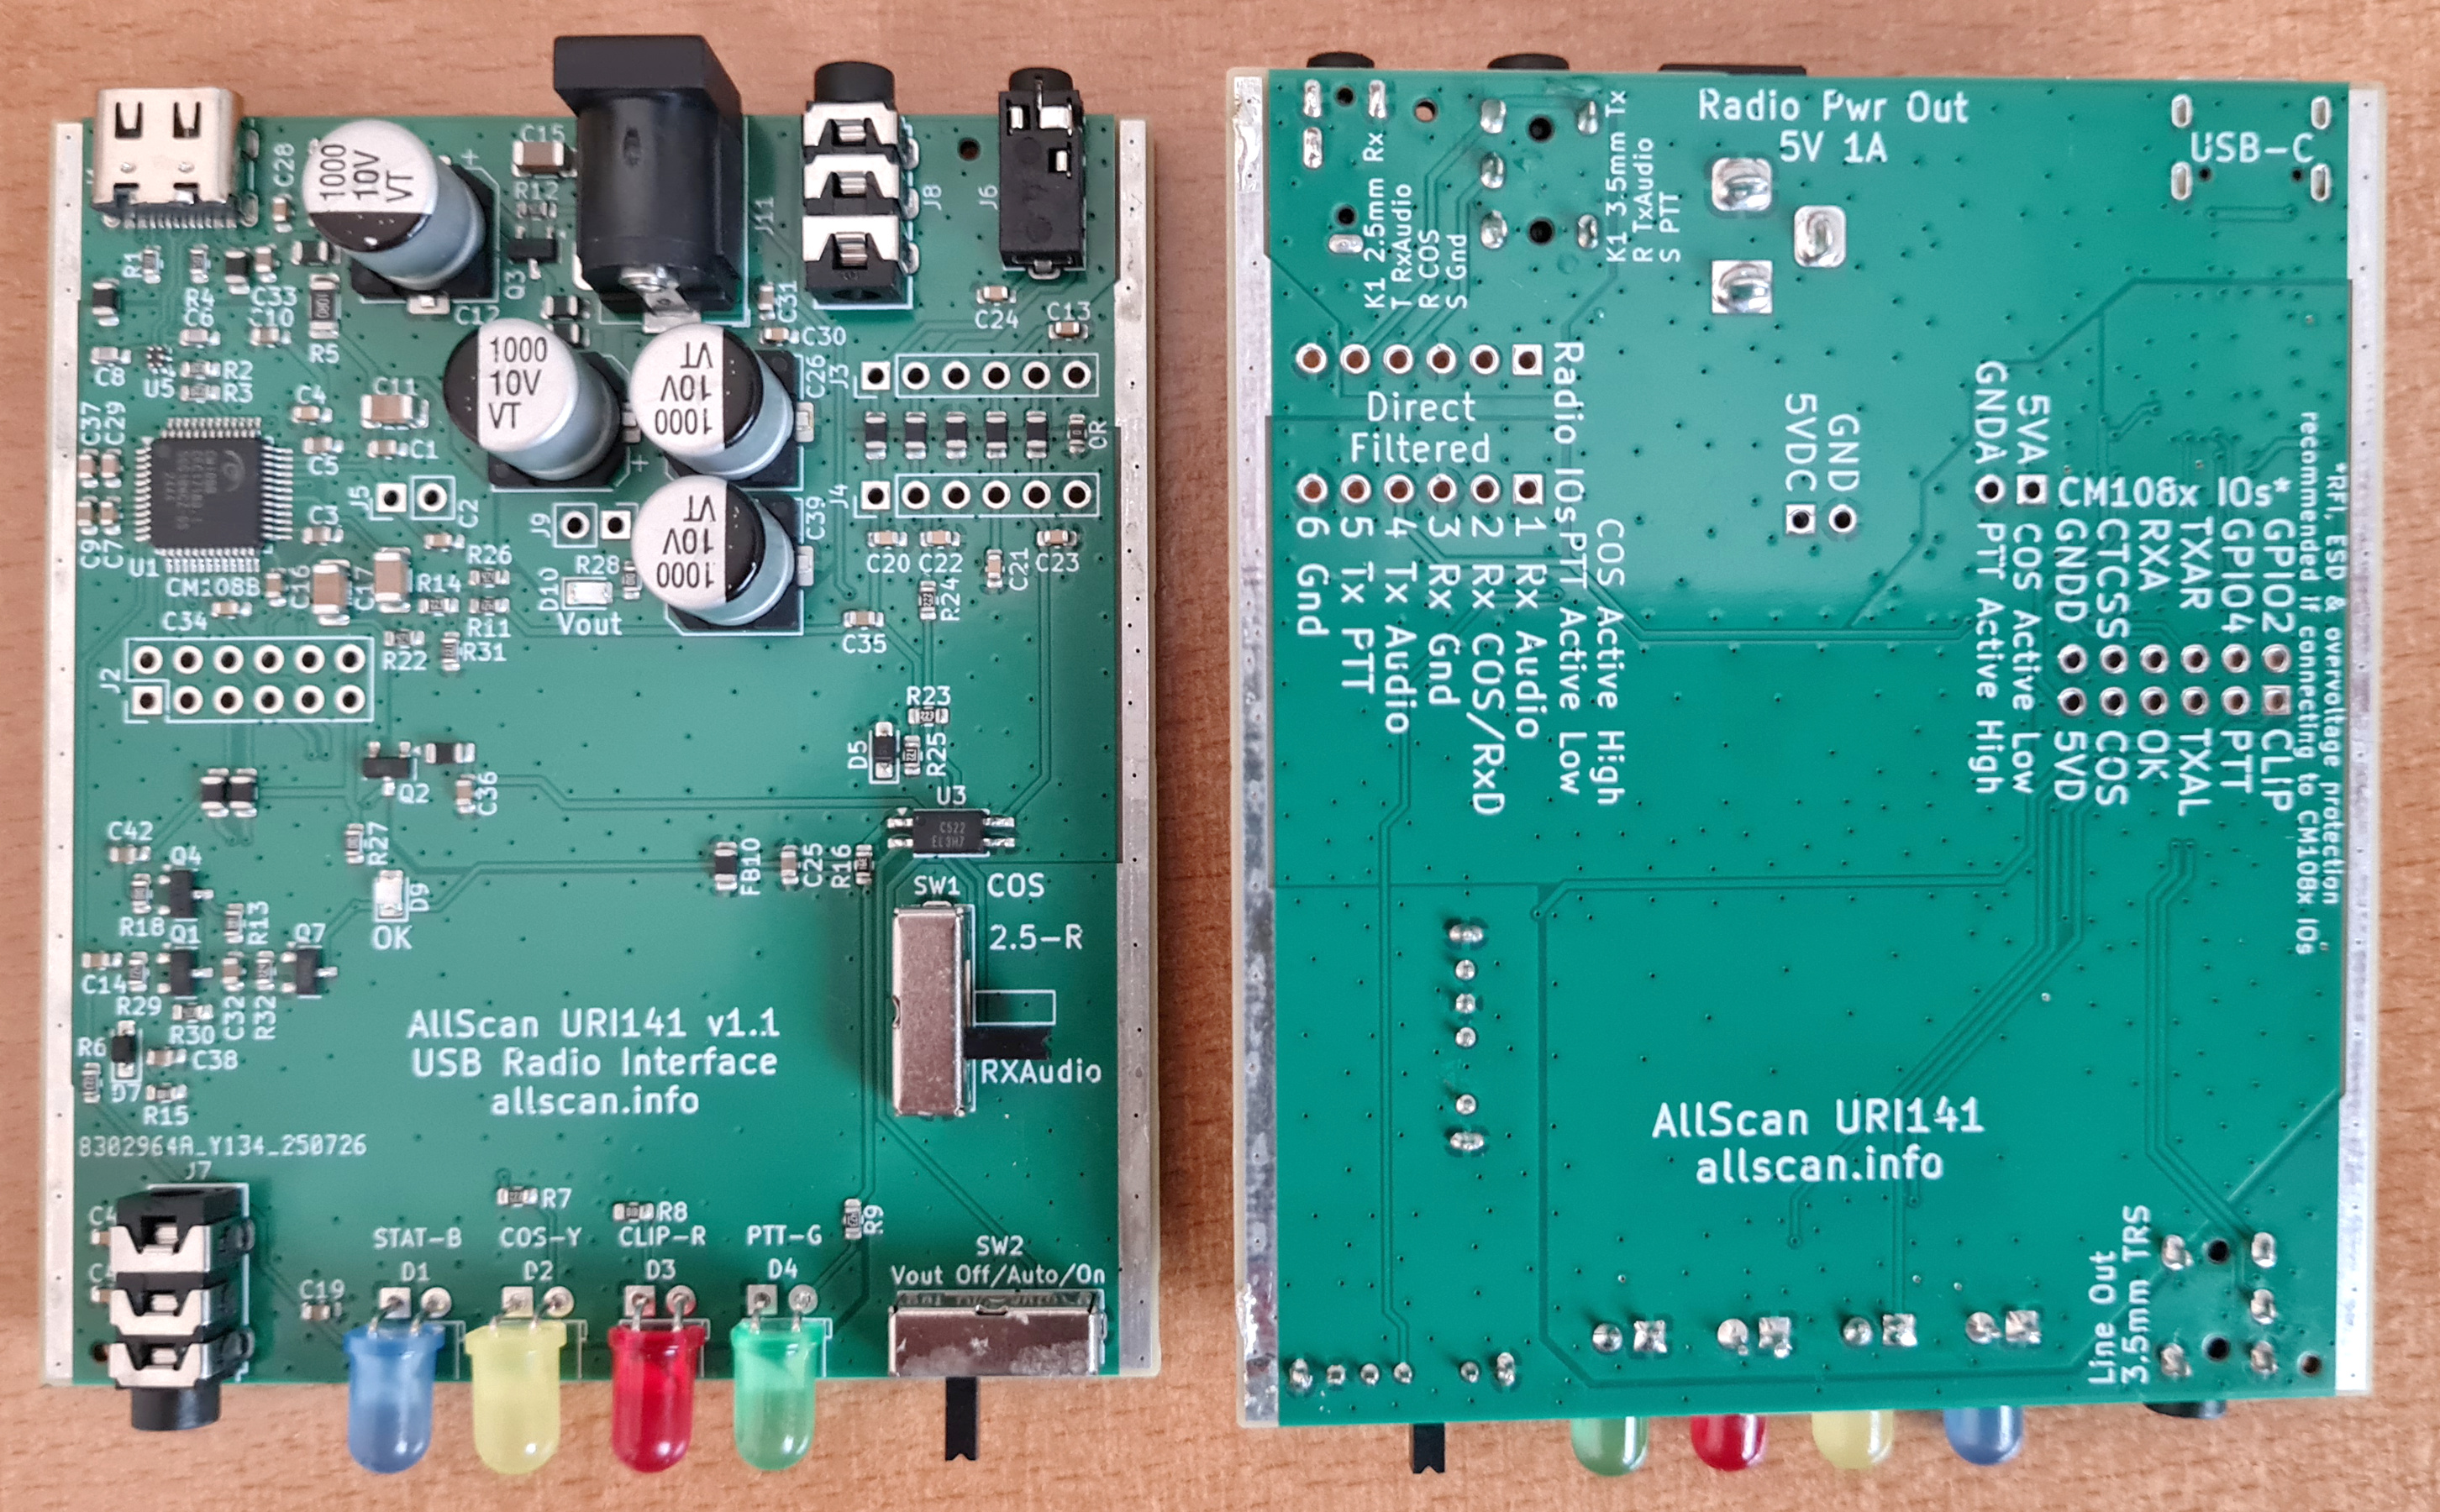 C28
1000
10V
VT
C15
R12
Q3
J11
J8
J6
R1
R4
C6
C33
C10
R5
C12
C31
C30
C24
C13
C8
U5
R2
R3
1000
10V
VT
1000
10V
VT
C26
J3
C37
C29
C4
C11
C5
C1
0R
J5
C2
C3
C9
C7
U1
CM108B
C16
C17
R14
R26
R11
R22
R31
J9
R28
D10
Vout
1000
10V
VT
C39
J4
C20
C22
C21
C23
R24
C35
C34
J2
R23
D5
R25
Q2
C36
U3
C522
EL3H7
R27
FB10
C25
R16
D9
OK
C42
Q4
R18
R13
Q1
Q7
C14
R29
R30
C32
R32
R6
C38
D7
R15
SW1
COS
2.5-R
RXAudio
AllScan URI141 v1.1
USB Radio Interface
allscan.info
8302964A_Y134_250726
J7
C19
R7
R8
R9
STAT-B
COS-Y
CLIP-R
PTT-G
D1
D2
D3
D4
SW2
Vout Off/Auto/On
K1 2.5mm Rx
T RxAudio
R COS
S Gnd
K1 3.5mm Tx
R TxAudio
S PTT
Radio Pwr Out
5V 1A
USB-C
Direct
Filtered
Radio IOs
PTT Active Low
COS Active High
1 Rx Audio
2 Rx COS/RxD
3 Rx Gnd
4 Tx Audio
5 Tx PTT
6 Gnd
5VDC
GND
GNDA
5VA
PTT Active High
COS Active Low
CM108x IOs*
GNDD
CTCSS
RXA
TXAR
GPIO4
GPIO2
5VD
COS
OK
TXAL
PTT
CLIP
*RFI, ESD & overvoltage protection
recommended if connecting to CM108x IOs
AllScan URI141
allscan.info
Line Out
3.5mm TRS